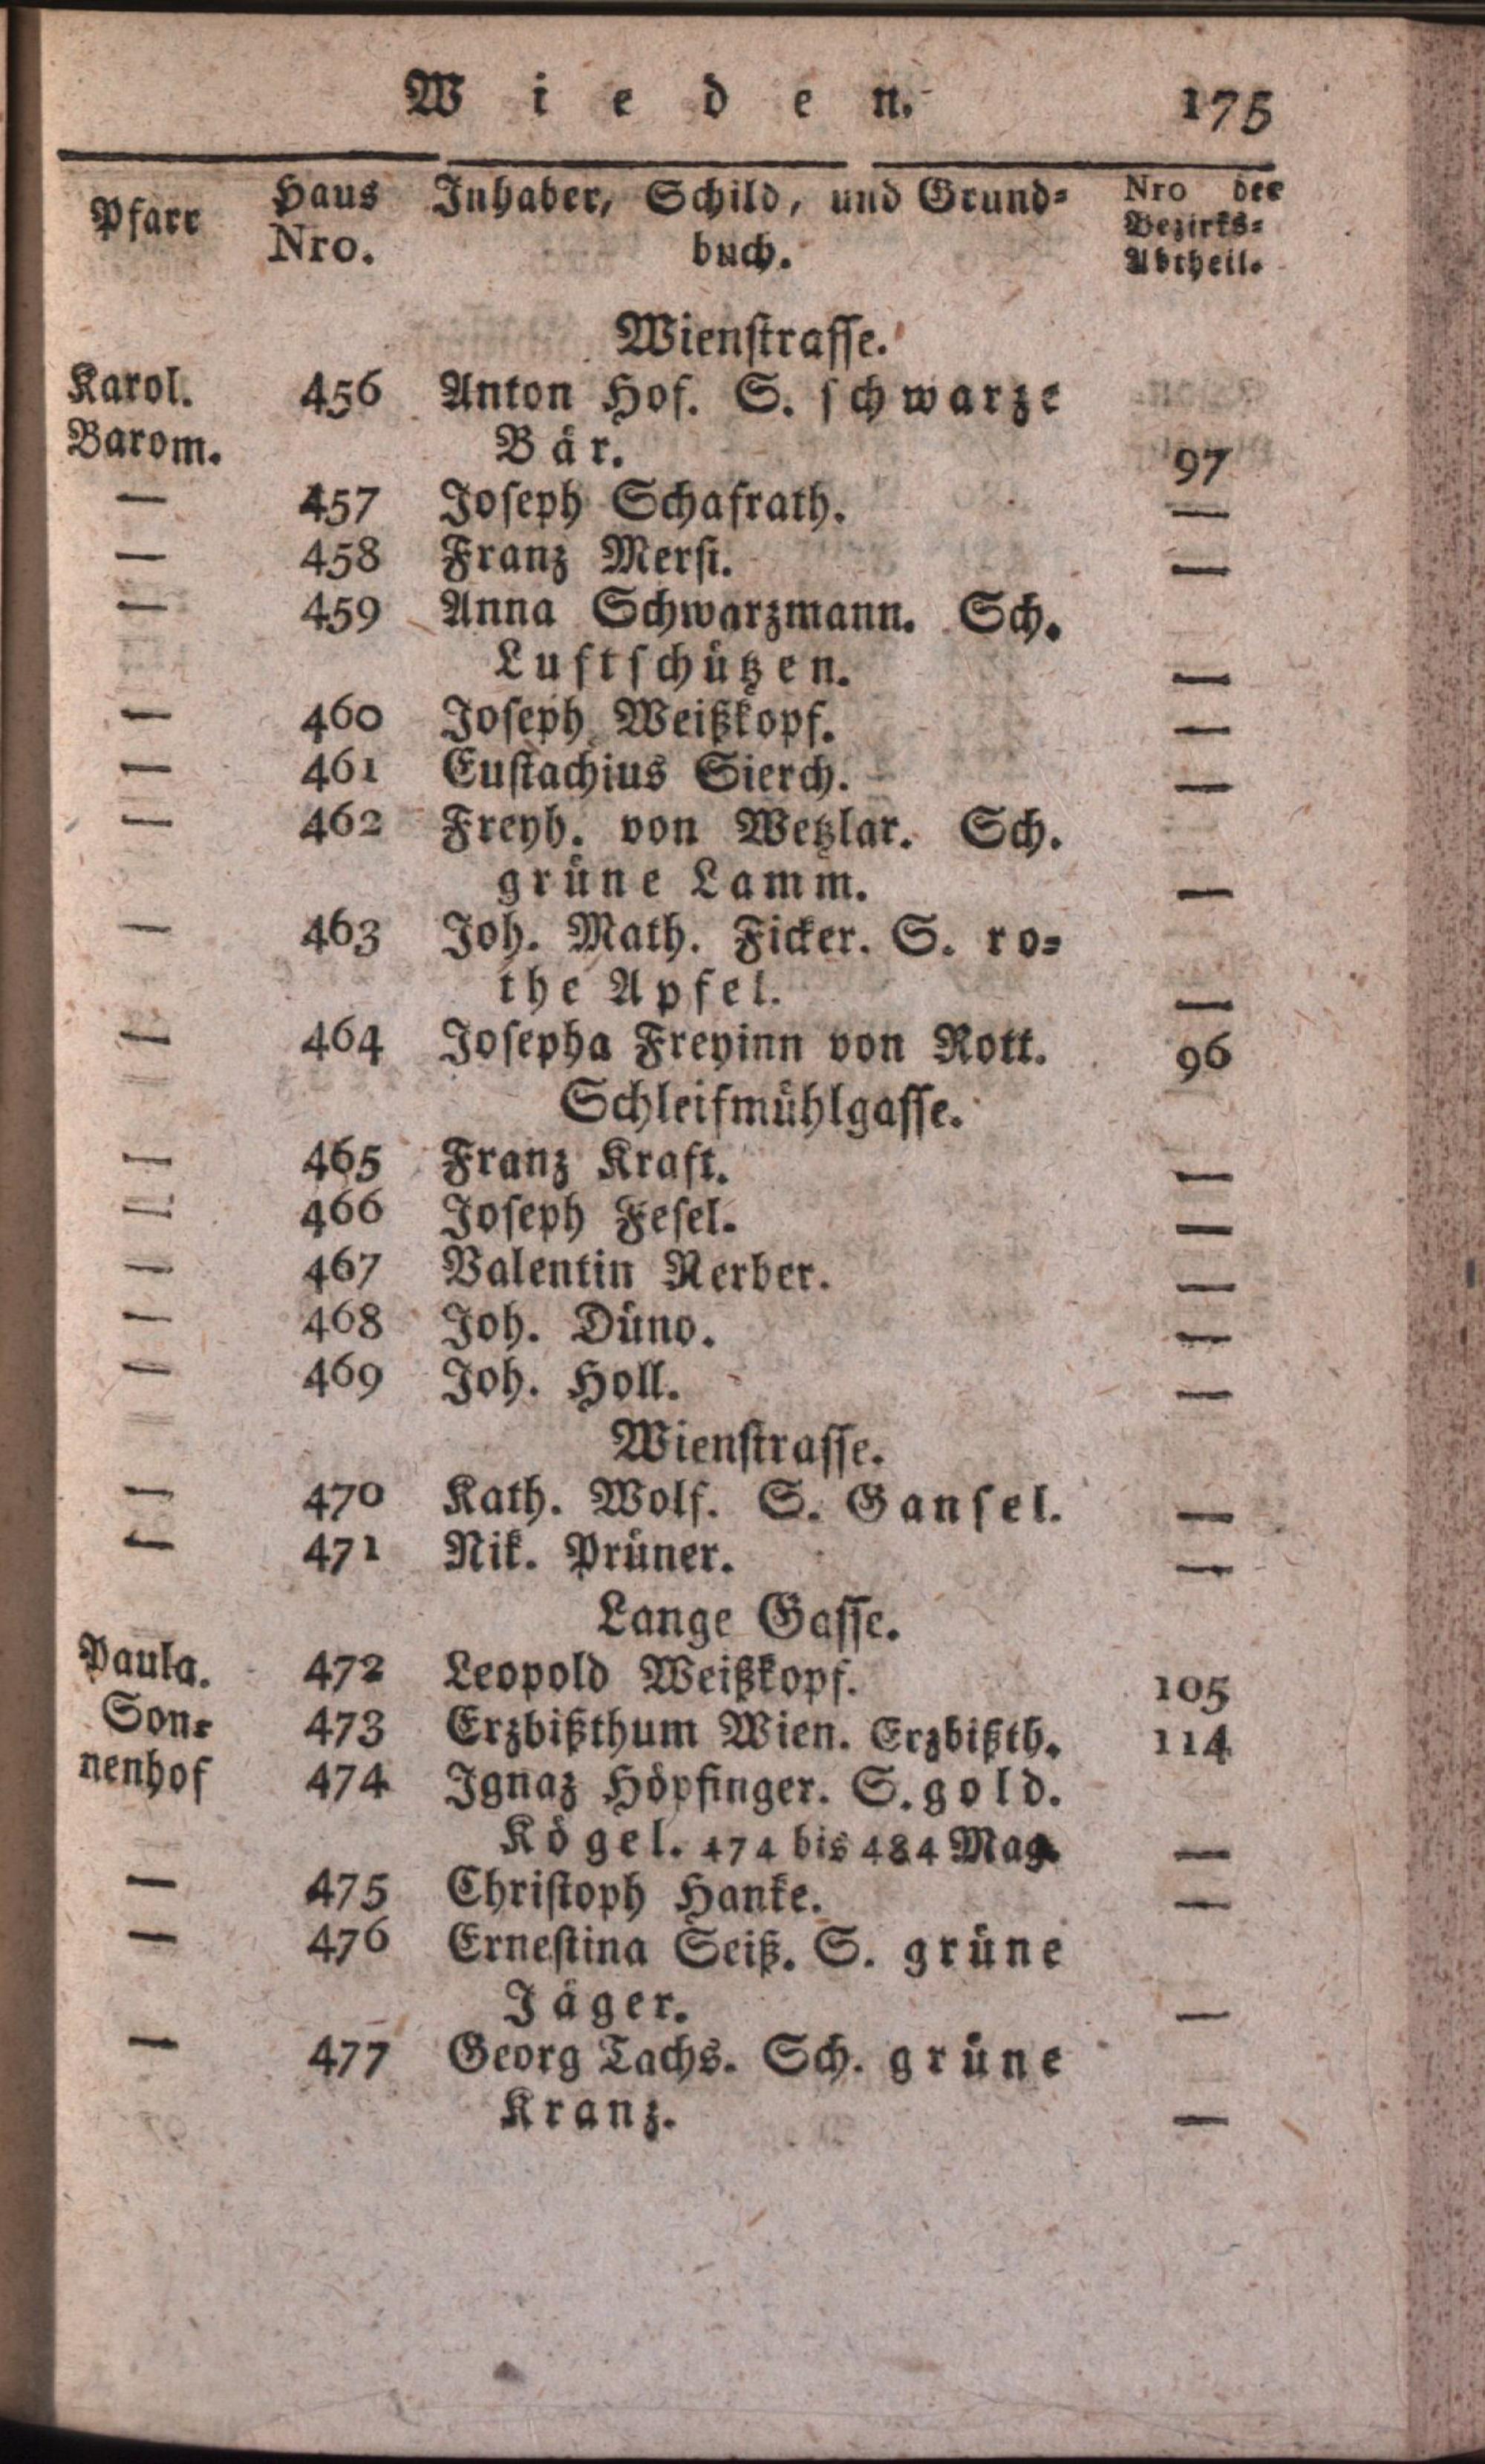 Wieden. 175
Pfarr Haus Nro. Inhaber, Schild, und Grund= buch. Nro der Bezirks= Abtheil.
Wienstrasse.
Karol. 456 Anton Hof. S. schwarze
Barom. Bär. 97
— 457 Joseph Schafrath. —
— 458 Franz Mersi. —
— 459 Anna Schwarzmann. Sch.
Luftschützen. —
— 460 Joseph Weißkopf. —
— 461 Eustachius Sierch. —
— 462 Freyh. von Wetzlar. Sch.
grüne Lamm. —
— 463 Joh. Math. Ficker. S. ro=
the Apfel. —
— 464 Josepha Freyinn von Rott. 96
Schleifmühlgasse.
— 465 Franz Kraft. —
— 466 Joseph Fesel. —
— 467 Valentin Rerber. —
— 468 Joh. Düno. —
— 469 Joh. Holl. —
Wienstrasse.
— 470 Kath. Wolf. S. Gansel. —
— 471 Nik. Prüner. —
Lange Gasse.
Paula. 472 Leopold Weißkopf. 105
Son= 473 Erzbißthum Wien. Erzbißth. 114
nenhof 474 Ignaz Höpfinger. S. gold.
Kögel. 474 bis 484 Mag. —
— 475 Christoph Hanke. —
— 476 Ernestina Seiß. S. grüne
Jäger. —
— 477 Georg Tachs. Sch. grüne
Kranz. —